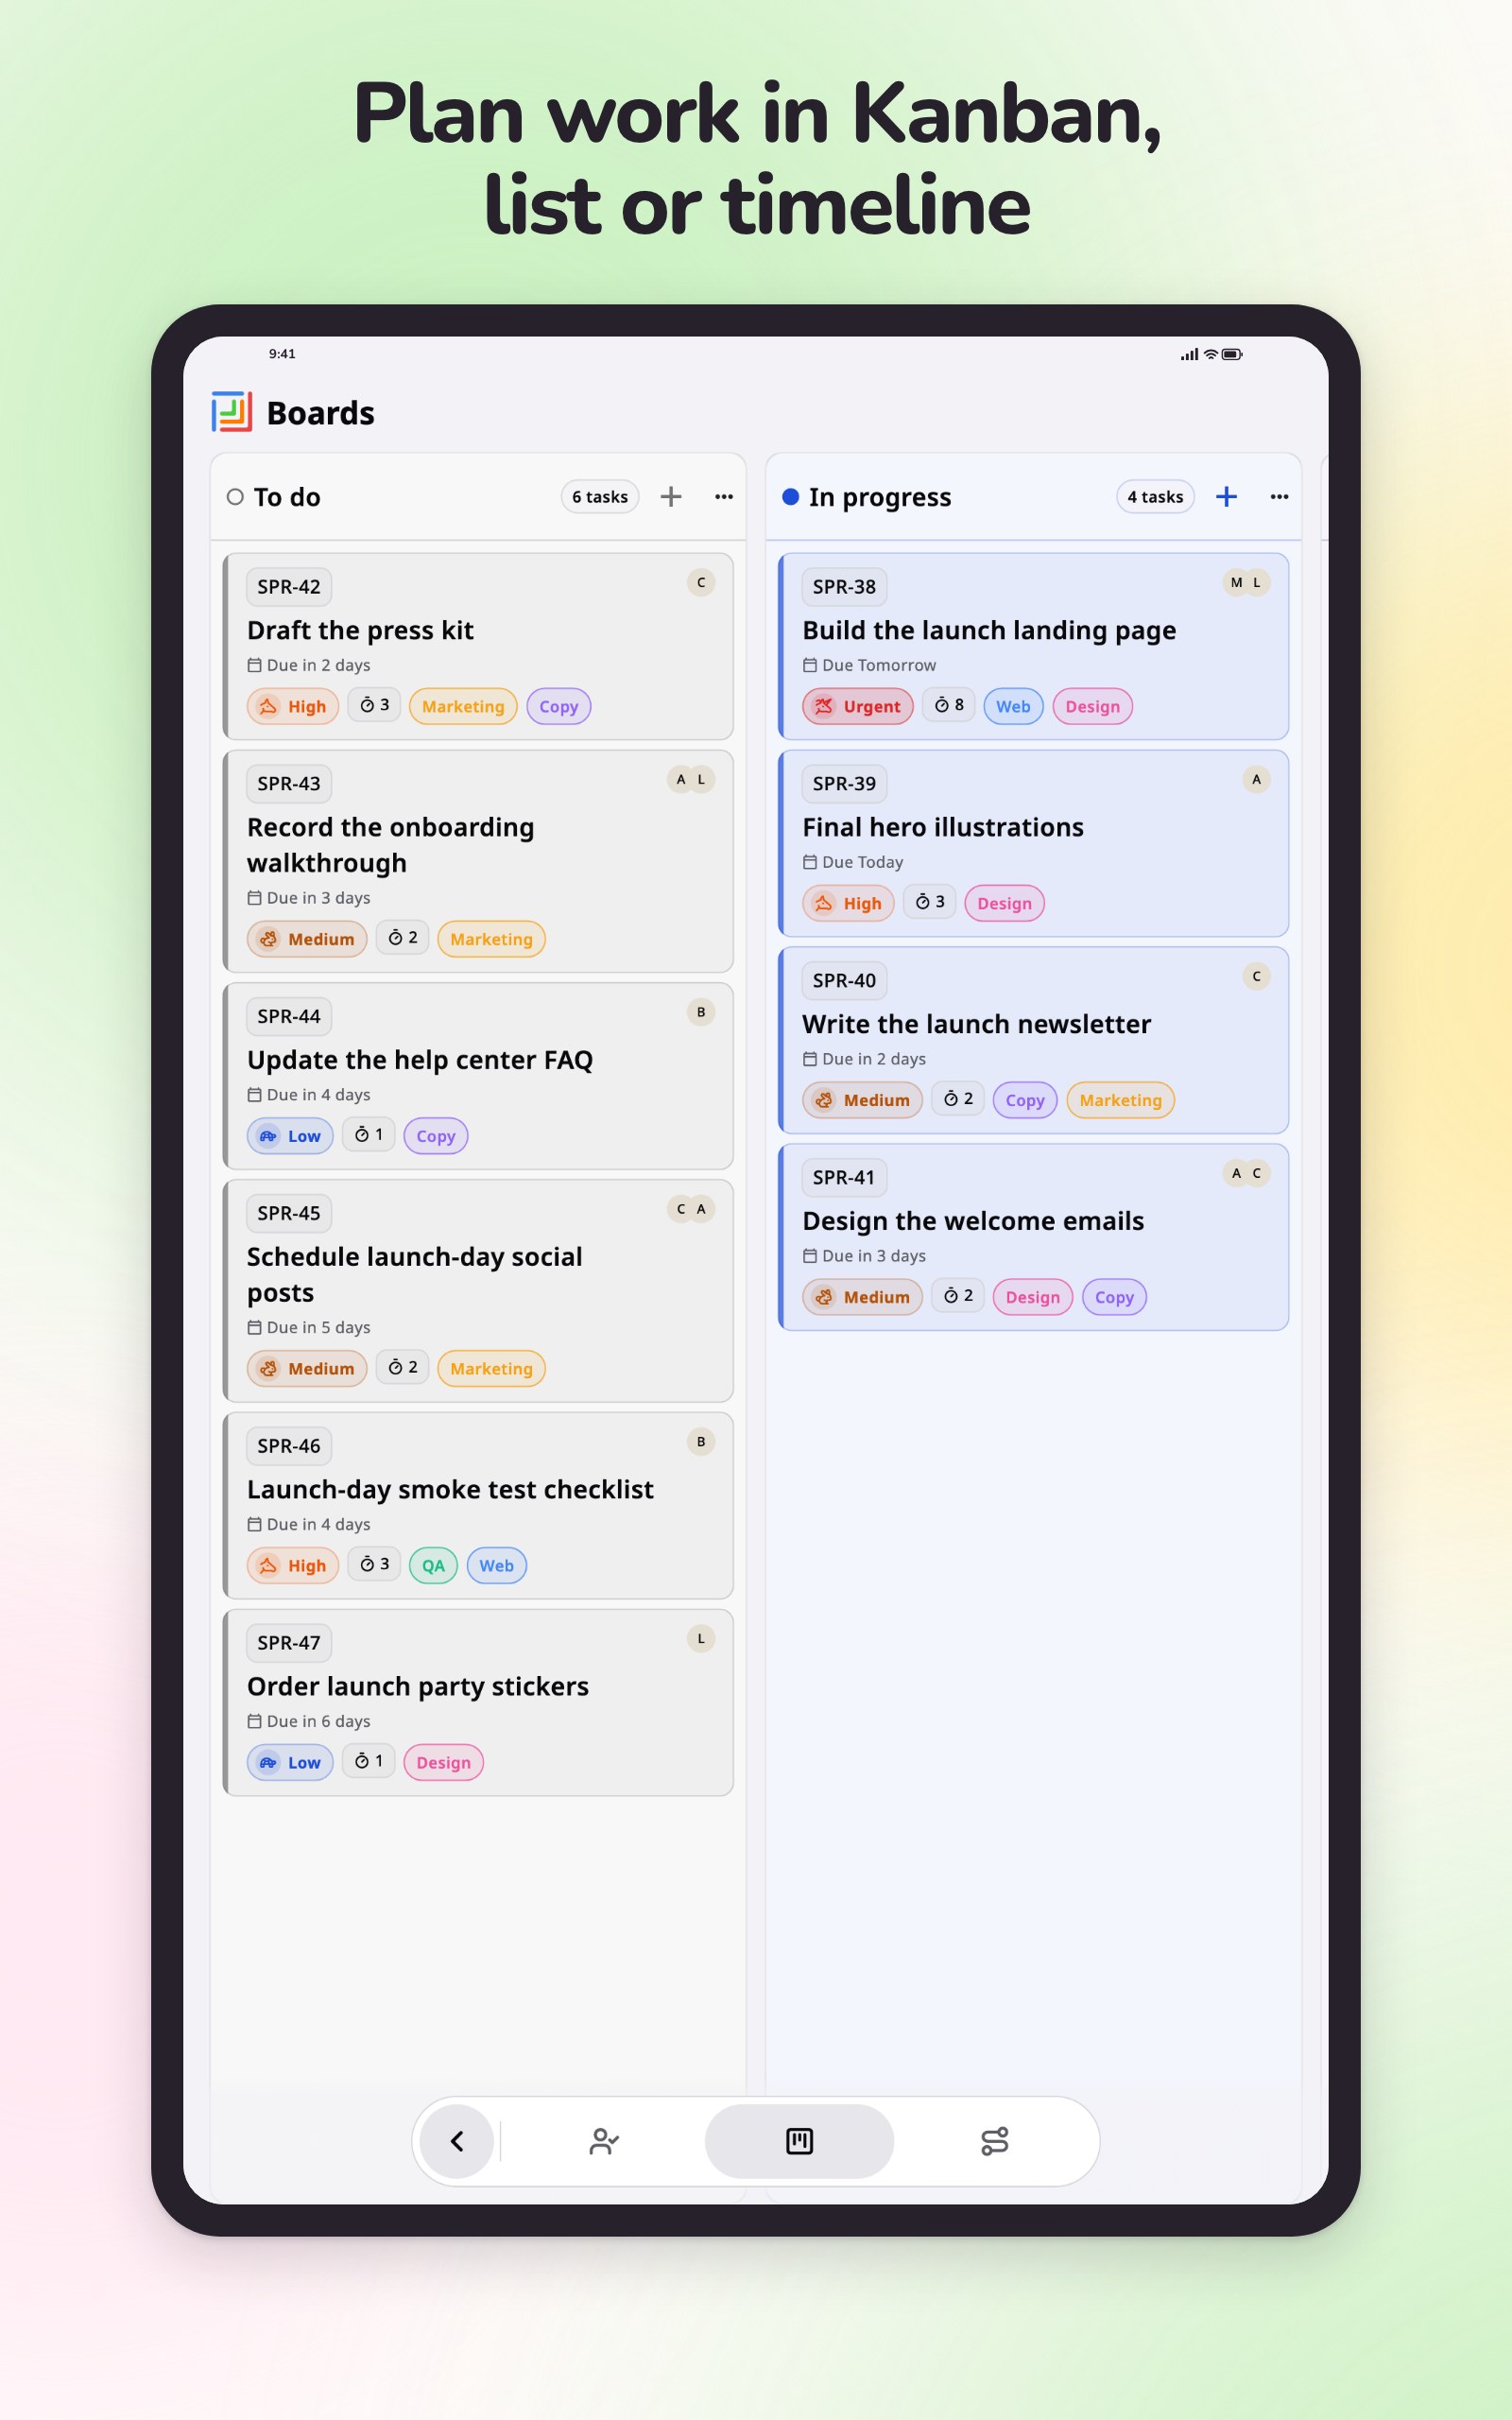 Plan work in Kanban,
list or timeline
9:41
Boards
To do
6 tasks
SPR-42
C
Draft the press kit
Due in 2 days
High
3
Marketing
Copy
SPR-43
A L
Record the onboarding
walkthrough
Due in 3 days
Medium
2
Marketing
SPR-44
B
Update the help center FAQ
Due in 4 days
Low
1
Copy
SPR-45
C A
Schedule launch-day social
posts
Due in 5 days
Medium
2
Marketing
SPR-46
B
Launch-day smoke test checklist
Due in 4 days
High
3
QA
Web
SPR-47
L
Order launch party stickers
Due in 6 days
Low
1
Design
In progress
4 tasks
SPR-38
M L
Build the launch landing page
Due Tomorrow
Urgent
8
Web
Design
SPR-39
A
Final hero illustrations
Due Today
High
3
Design
SPR-40
C
Write the launch newsletter
Due in 2 days
Medium
2
Copy
Marketing
SPR-41
A C
Design the welcome emails
Due in 3 days
Medium
2
Design
Copy